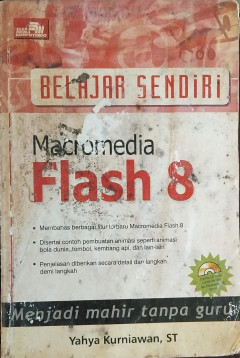 BELAJAR SENDIRI
Macromedia
Flash 8
• Membahas berbagai fitur terbaru Macromedia Flash 8
• Disertai contoh pembuatan animasi seperti animasi
bola dunia, tombol, kembang api, dan lain-lain
• Penjelasan diberikan secara detail dan langkah
demi langkah
Menjadi mahir tanpa guru
Yahya Kurniawan, ST